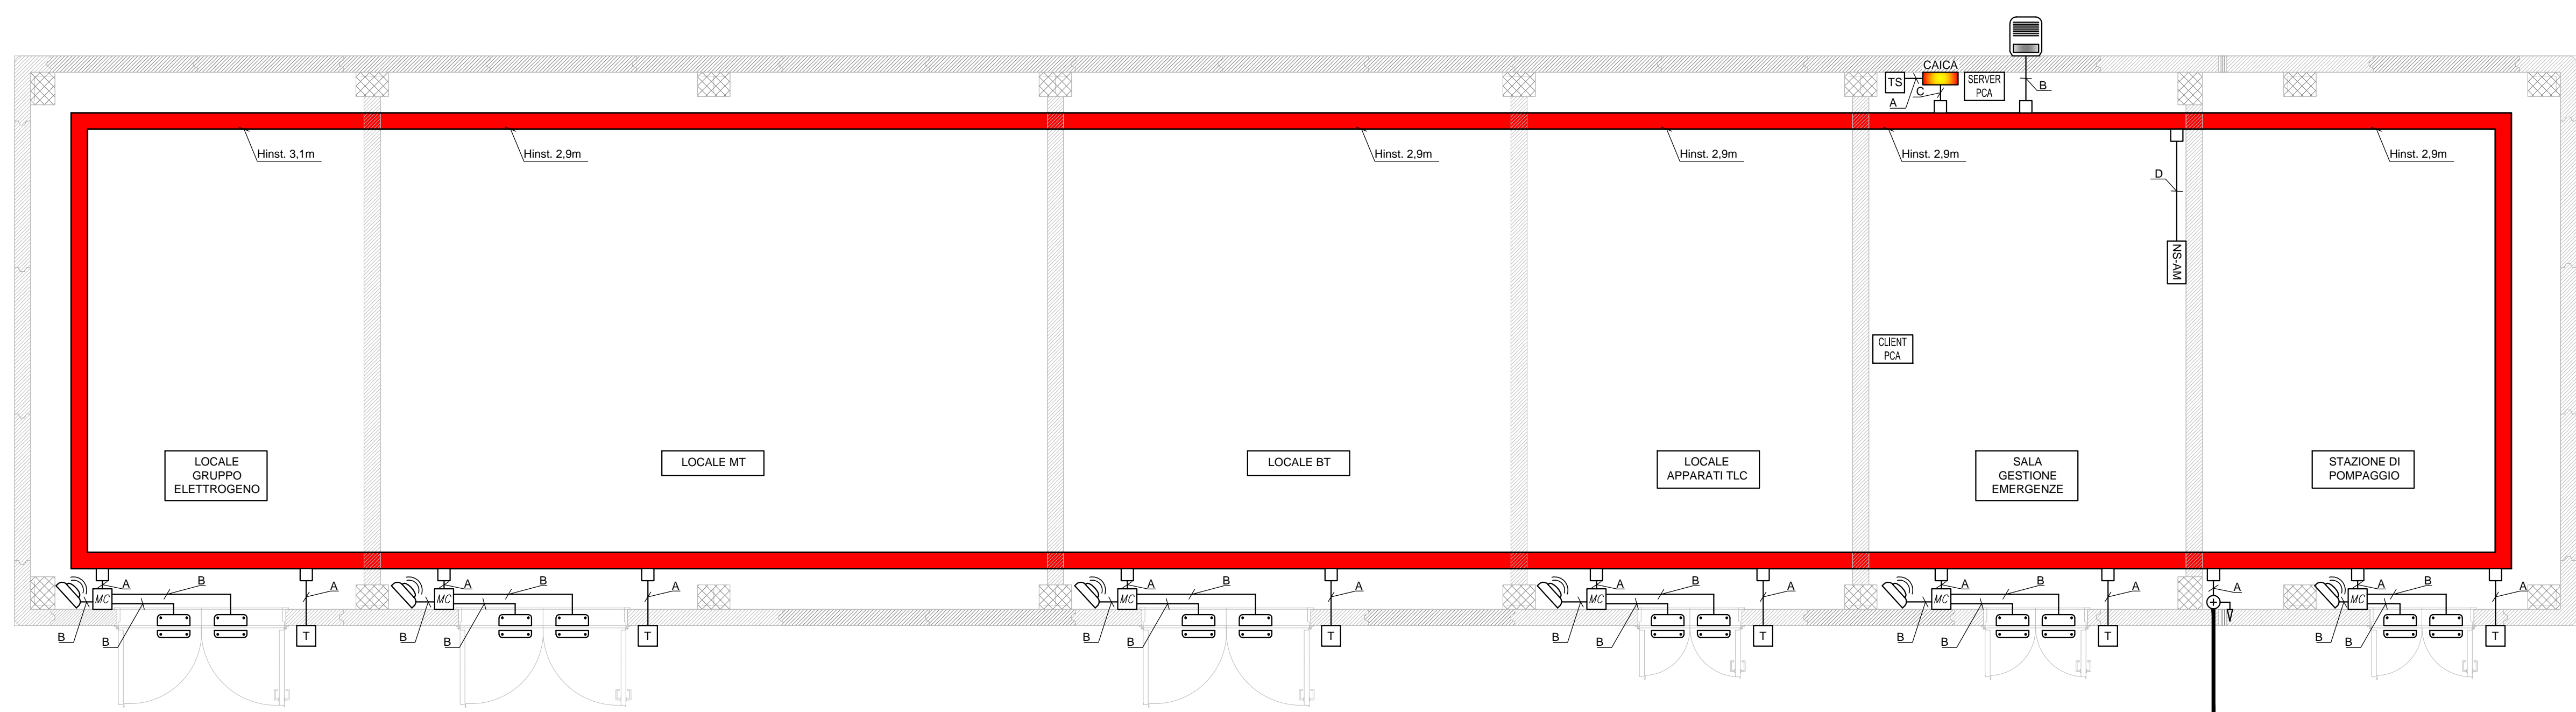 CAICA
TS
SERVER
PCA
A
C
B
Hinst. 3,1m
Hinst. 2,9m
Hinst. 2,9m
Hinst. 2,9m
Hinst. 2,9m
Hinst. 2,9m
D
NS-AM
CLIENT
PCA
LOCALE
GRUPPO
ELETTROGENO
LOCALE MT
LOCALE BT
LOCALE
APPARATI TLC
SALA
GESTIONE
EMERGENZE
STAZIONE DI
POMPAGGIO
A
B
MC
B
B
A
T
A
B
MC
B
B
A
T
A
B
MC
B
B
A
T
A
B
MC
B
B
A
T
A
B
MC
B
B
A
T
A
A
B
MC
B
B
A
T